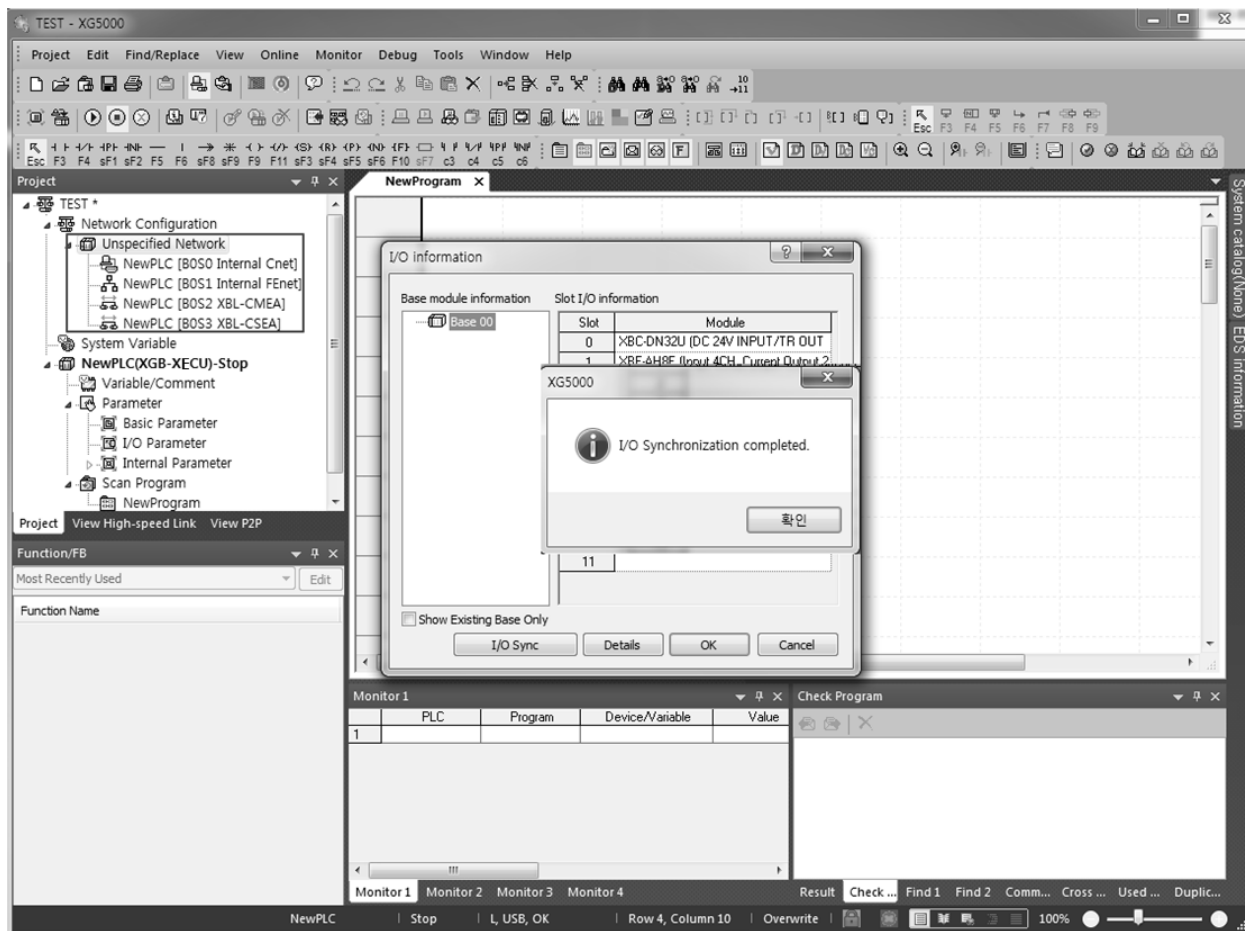 TEST - XG5000
Project Edit Find/Replace View Online Monitor Debug Tools Window Help
Esc F3 F4 F5 F6 F7 F8 F9
Esc F3 F4 sF1 sF2 F5 F6 sF8 sF9 F9 F11 sF3 sF4 sF5 sF6 F10 sF7 c3 c4 c5 c6
Project
TEST *
Network Configuration
Unspecified Network
NewPLC [B0S0 Internal Cnet]
NewPLC [B0S1 Internal FEnet]
NewPLC [B0S2 XBL-CMEA]
NewPLC [B0S3 XBL-CSEA]
System Variable
NewPLC(XGB-XECU)-Stop
Variable/Comment
Parameter
Basic Parameter
I/O Parameter
Internal Parameter
Scan Program
NewProgram
Project View High-speed Link View P2P
Function/FB
Most Recently Used Edit
Function Name
NewProgram
I/O information
Base module information
Base 00
Slot I/O information
Slot Module
0 XBC-DN32U (DC 24V INPUT/TR OUT
1 XBF-AH8F (Input 4CH, Current Output 2...
11
XG5000
I/O Synchronization completed.
확인
Show Existing Base Only
I/O Sync Details OK Cancel
System catalog(None) EDS information
Monitor 1
PLC Program Device/Variable Value
1
Monitor 1 Monitor 2 Monitor 3 Monitor 4
Check Program
Result Check ... Find 1 Find 2 Comm... Cross ... Used ... Duplic...
NewPLC Stop L, USB, OK Row 4, Column 10 Overwrite 100%